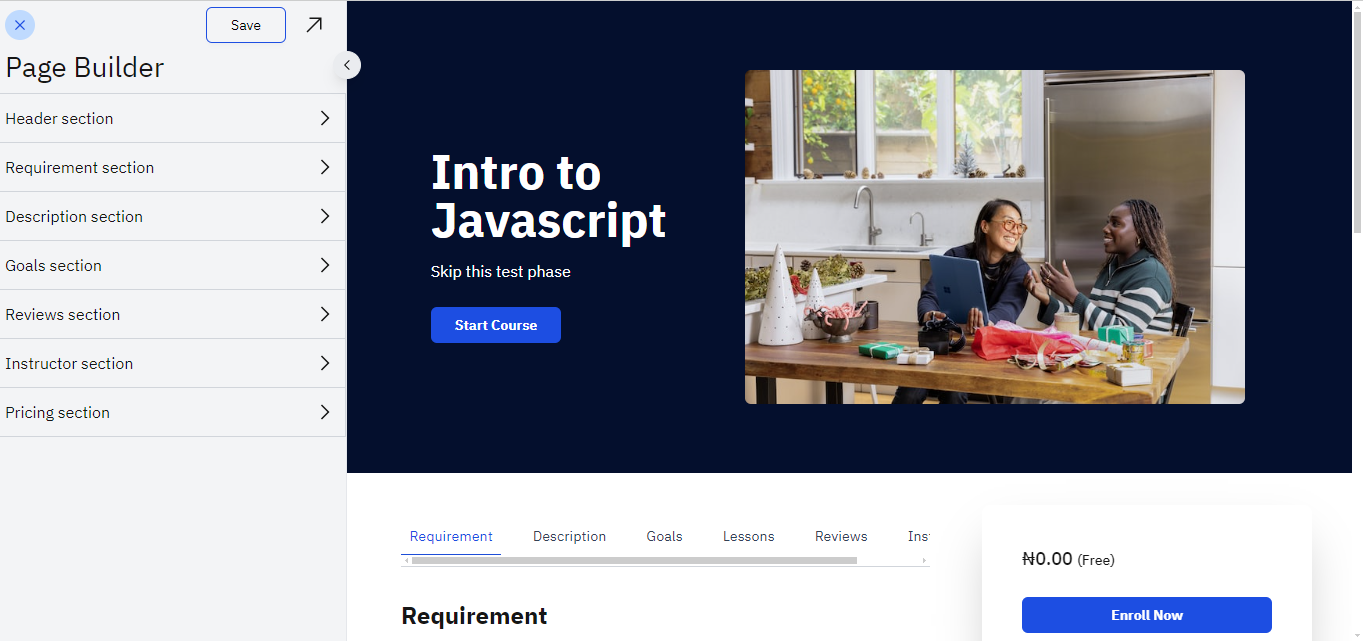 Save
Page Builder
Header section
Requirement section
Description section
Goals section
Reviews section
Instructor section
Pricing section
Intro to
Javascript
Skip this test phase
Start Course
Requirement Description Goals Lessons Reviews Ins
₦0.00 (Free)
Enroll Now
Requirement